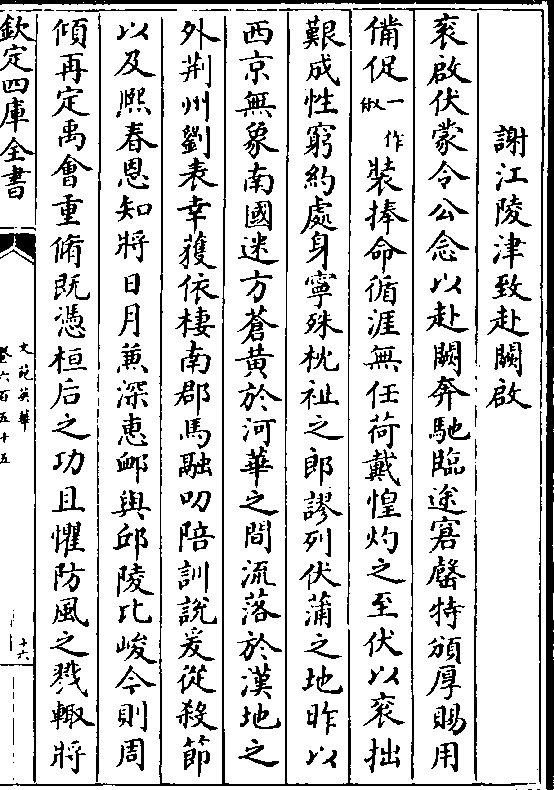 謝江陵津致赴闕啟
袞啟伏蒙令公念以赴闕奔馳臨途窘罄特頒厚賜用
備促一作俶裝捧命循涯無任荷戴惶灼之至伏以袞拙
艱成性窮約處身寧殊枕祉之郎謬列伏蒲之地昨以
西京無象南國迷方蒼黄於河華之間流落於漢地之
外荆州劉表幸獲依棲南郡馬融叨陪訓說爰從殺節
以及熙春恩知將日月兼深惠䘏與邱陵比峻今則周
傾再定禹會重脩既憑桓后之功且懼防風之戮輙將
欽定四庫全書
文苑英華
卷六百五十五
十六